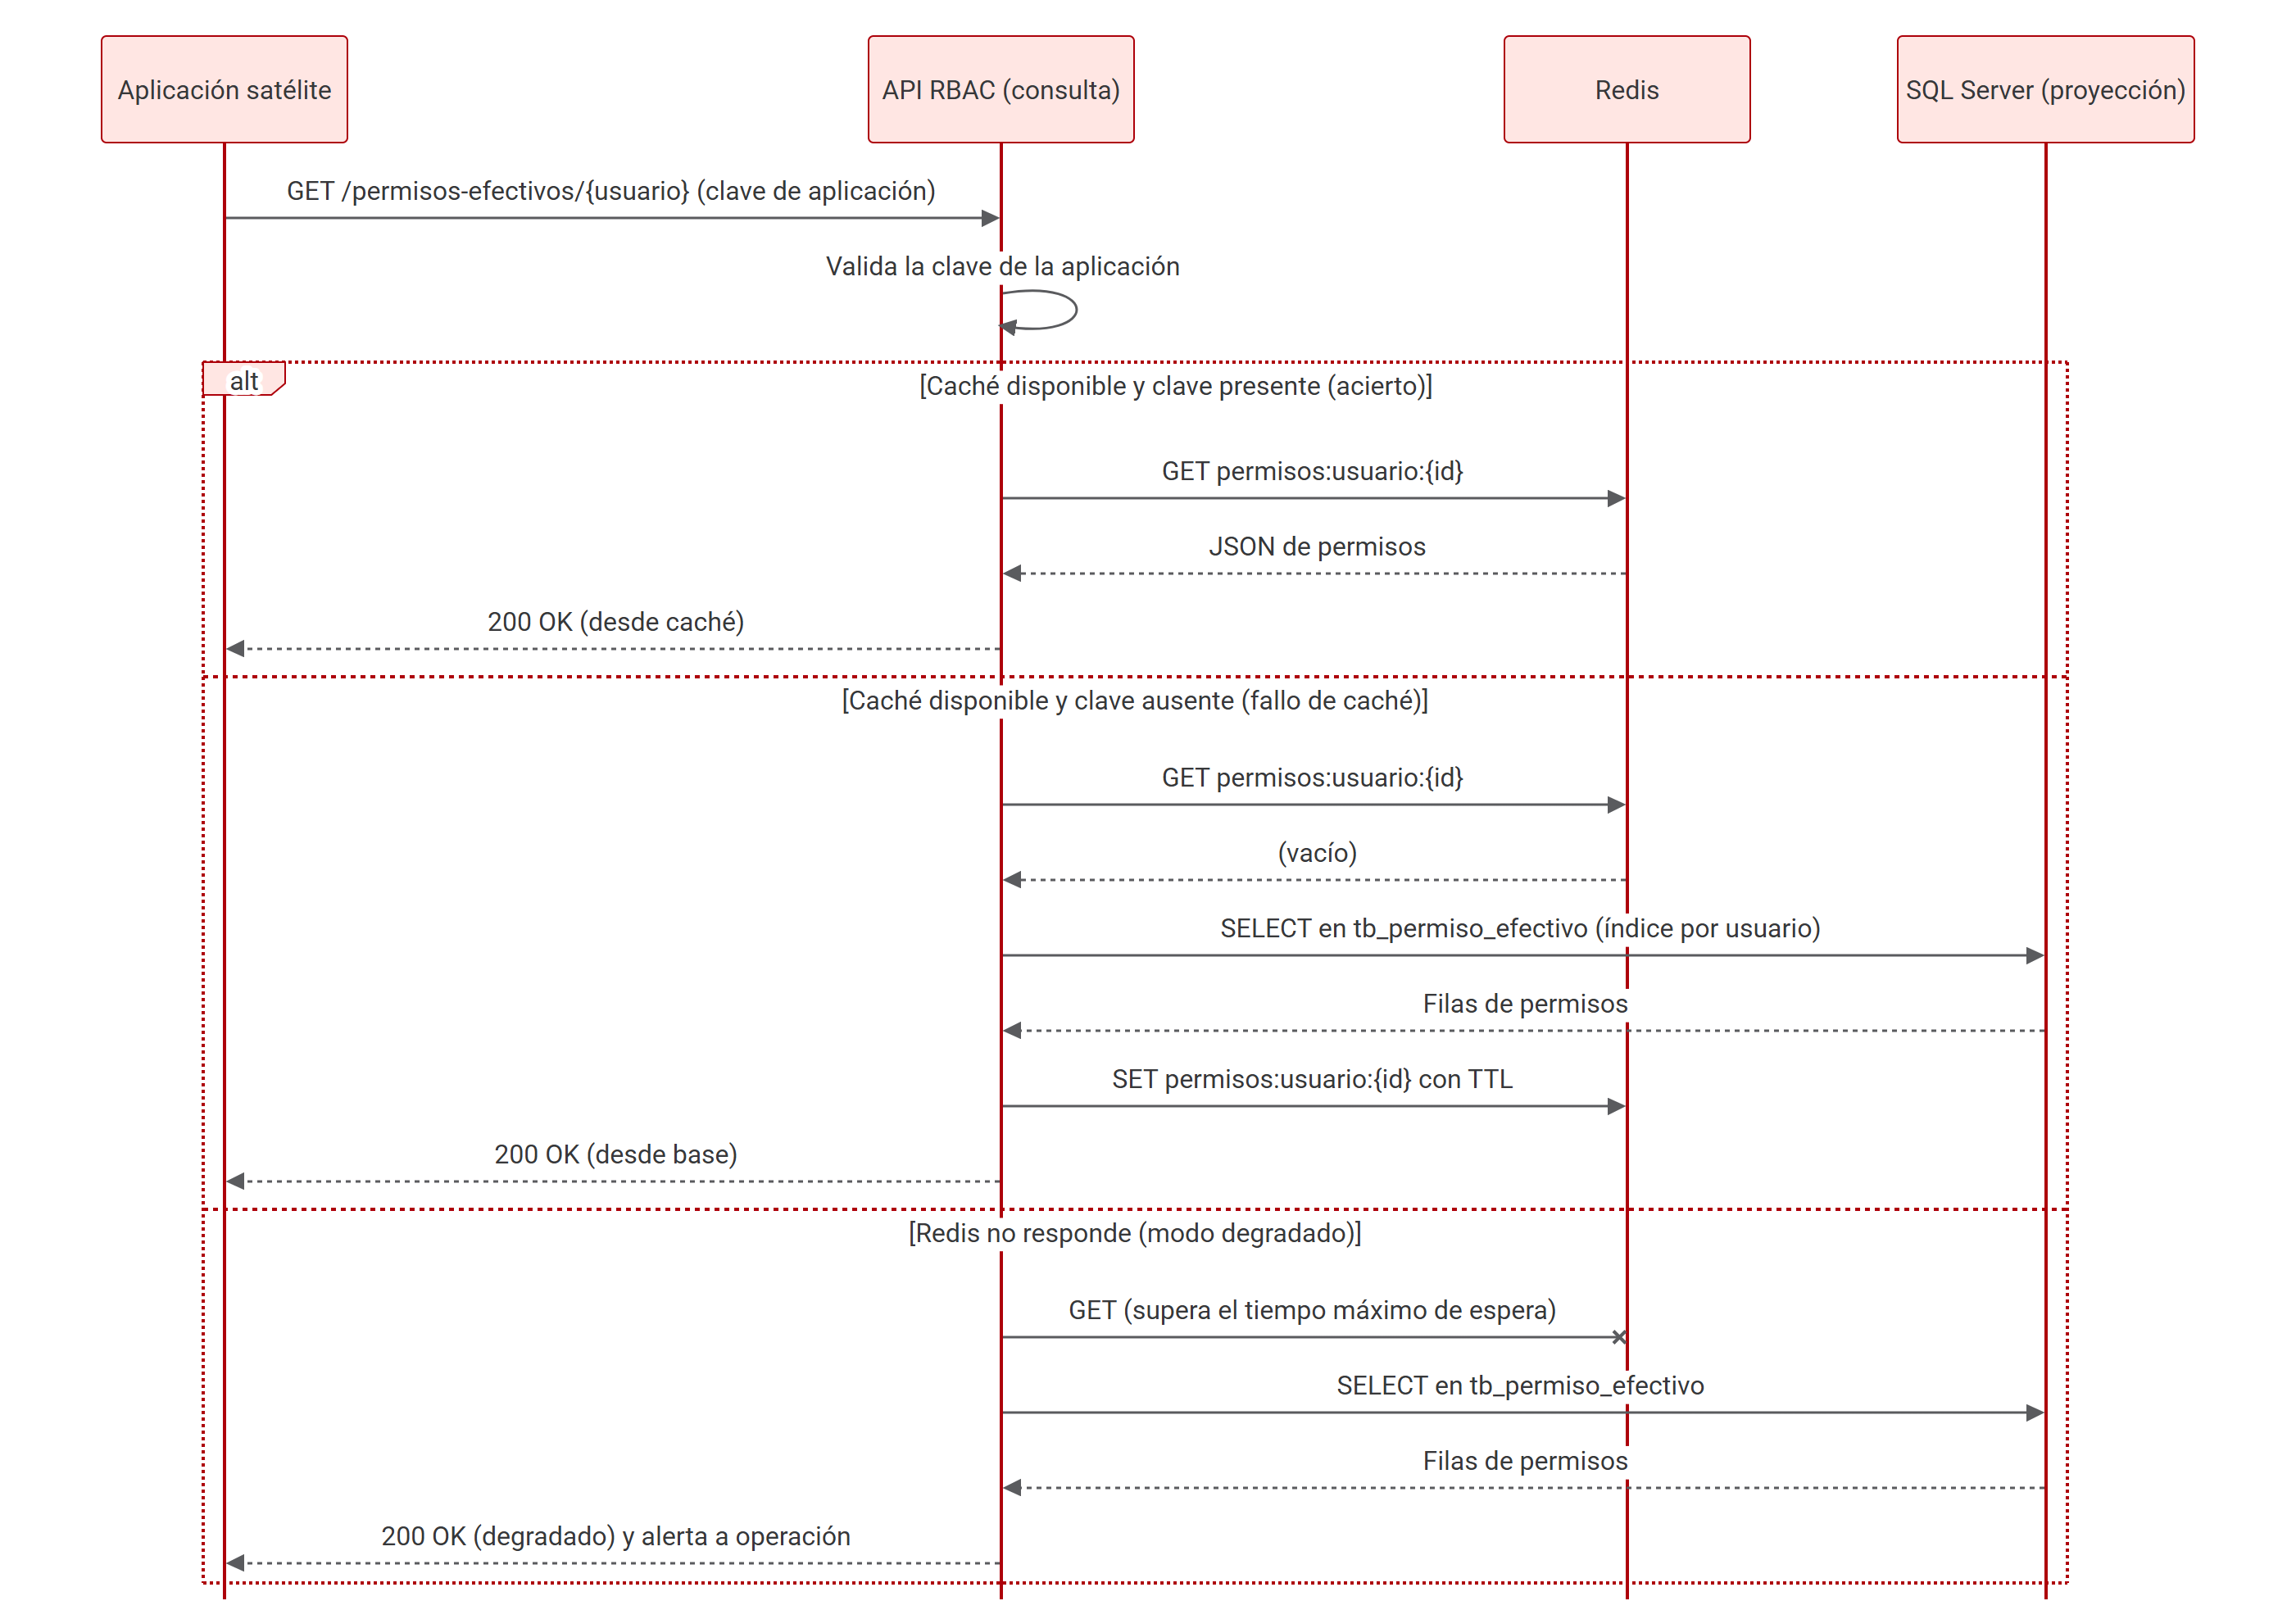 Aplicación satélite
API RBAC (consulta)
Redis
SQL Server (proyección)
GET /permisos-efectivos/{usuario} (clave de aplicación)
Valida la clave de la aplicación
alt
[Caché disponible y clave presente (acierto)]
GET permisos:usuario:{id}
JSON de permisos
200 OK (desde caché)
[Caché disponible y clave ausente (fallo de caché)]
GET permisos:usuario:{id}
(vacío)
SELECT en tb_permiso_efectivo (índice por usuario)
Filas de permisos
SET permisos:usuario:{id} con TTL
200 OK (desde base)
[Redis no responde (modo degradado)]
GET (supera el tiempo máximo de espera)
SELECT en tb_permiso_efectivo
Filas de permisos
200 OK (degradado) y alerta a operación